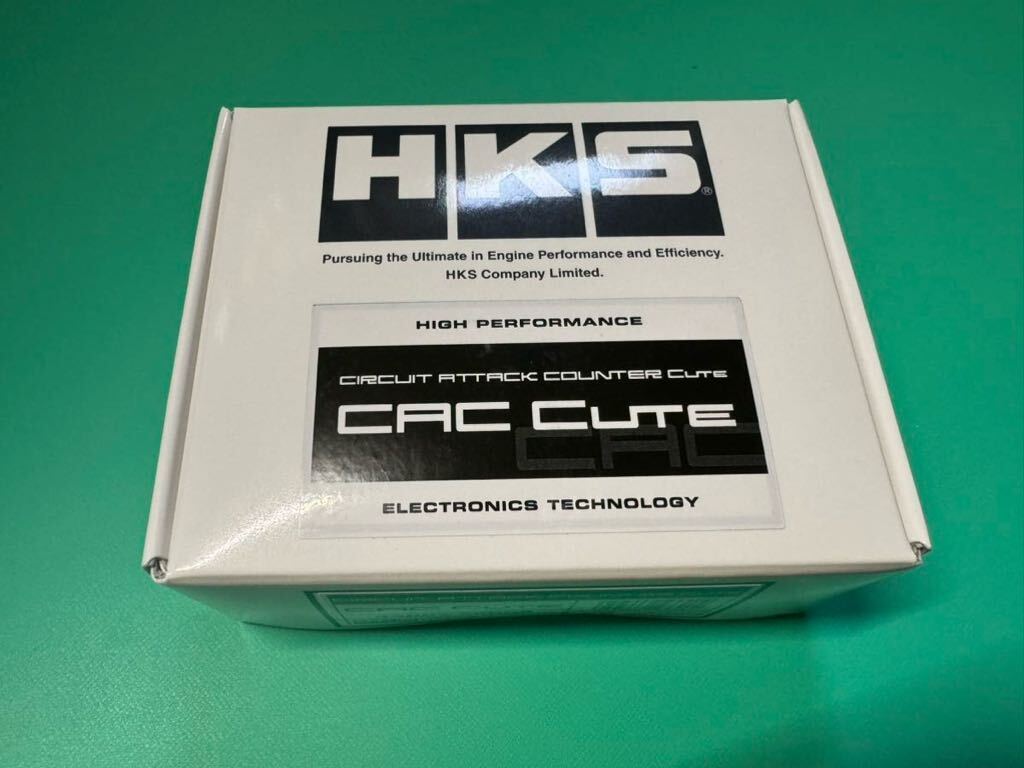 HKS®
Pursuing the Ultimate in Engine Performance and Efficiency.
HKS Company Limited.
HIGH PERFORMANCE
CIRCUIT ATTACK COUNTER CUTE
CAC CUTE
CAC
ELECTRONICS TECHNOLOGY